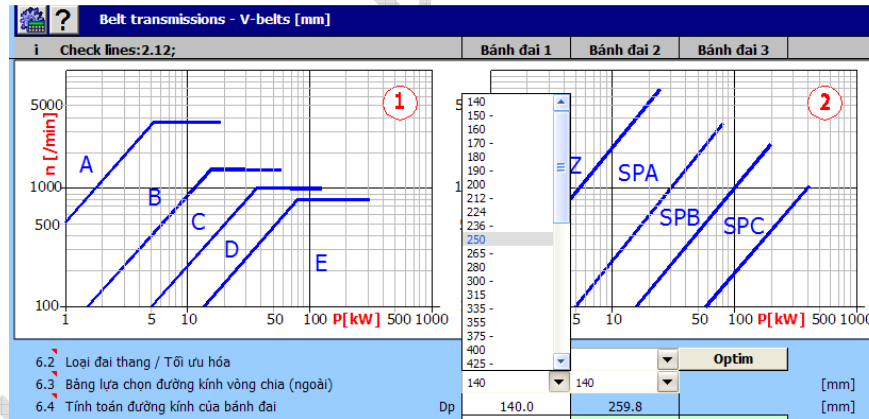 ? Belt transmissions - V-belts [mm]
i Check lines:2.12; Bánh đai 1 Bánh đai 2 Bánh đai 3
5000
1000
500
100
n [/min]
A
B
C
D
E
1
1 5 10 50 100 P[kW] 500 1000
5
1
5
Z
SPA
SPB
SPC
2
5 10 50 100 P[kW] 500 1000
140
150 -
160
170
180
190 -
200
212 -
224
236 -
250
265 -
280
300 -
315
335 -
355
375 -
400
425 -
6.2 Loại đai thang / Tối ưu hóa Optim
6.3 Bảng lựa chọn đường kính vòng chia (ngoài) 140 140 [mm]
6.4 Tính toán đường kính của bánh đai Dp 140.0 259.8 [mm]